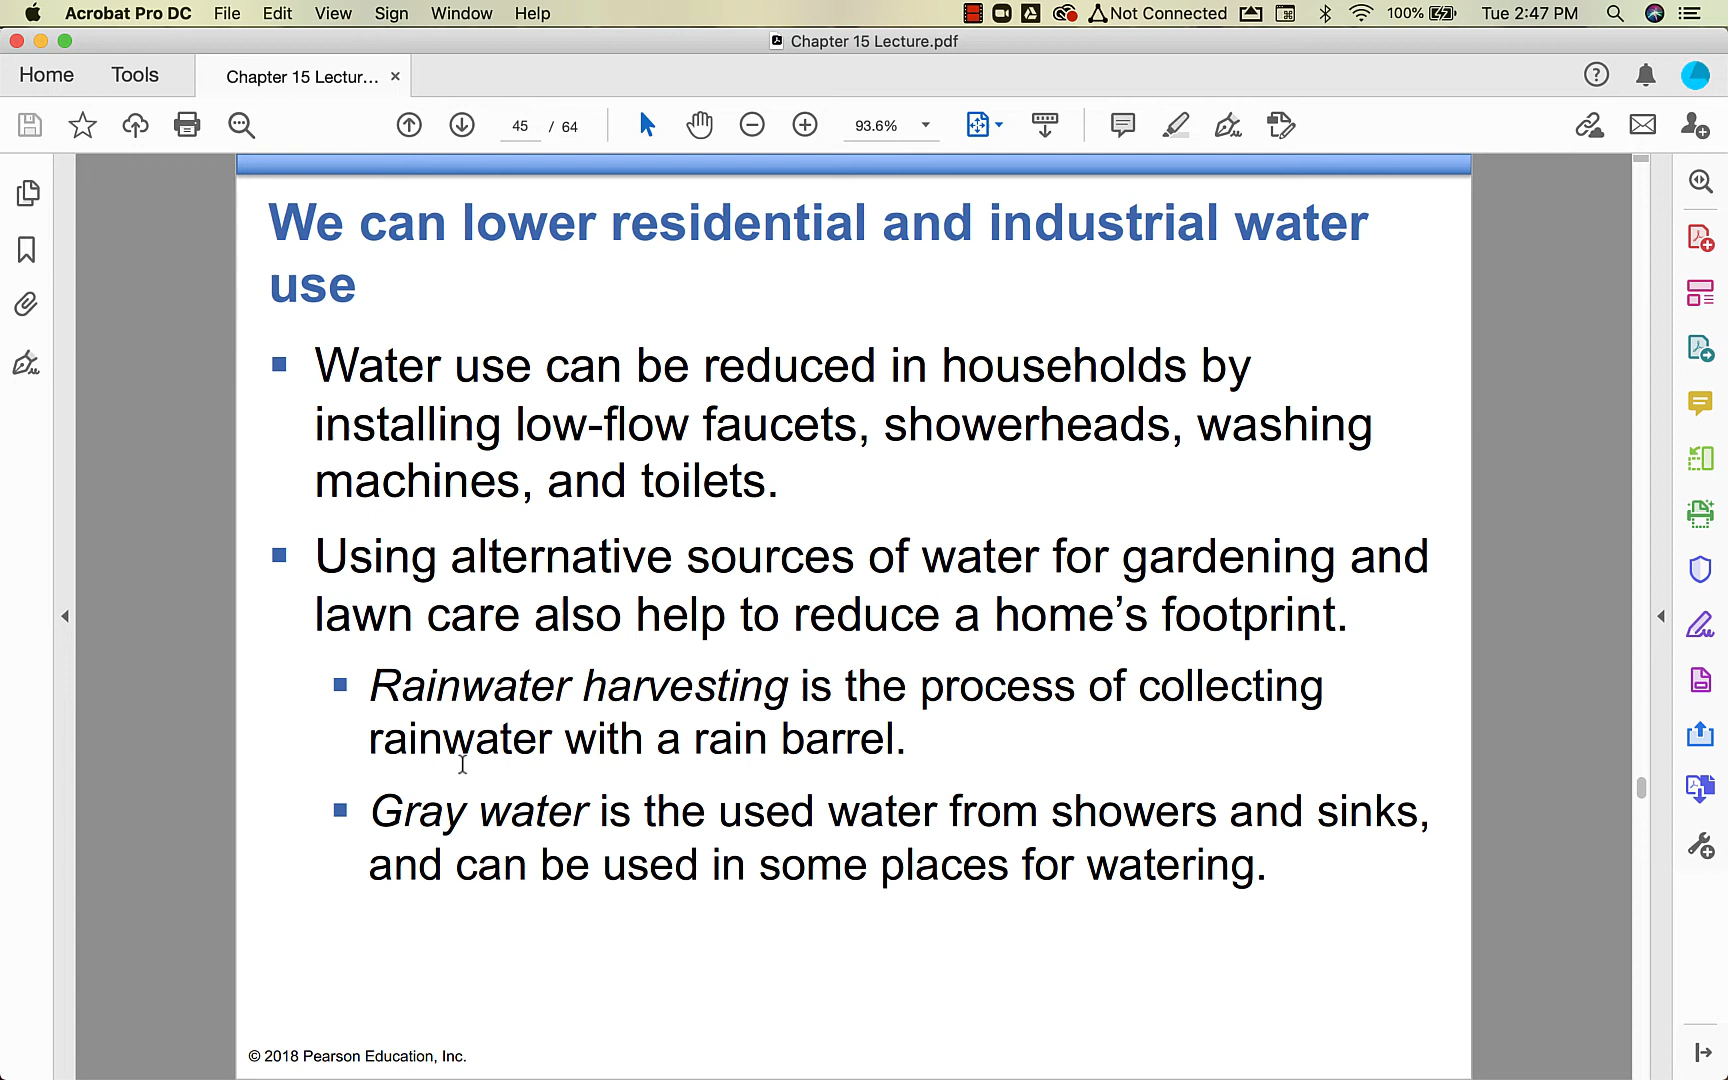 Acrobat Pro DC File Edit View Sign Window Help Not Connected 100% Tue 2:47 PM
Chapter 15 Lecture.pdf
Home Tools Chapter 15 Lectur... ×
45 / 64 93.6%
We can lower residential and industrial water
use
Water use can be reduced in households by
installing low-flow faucets, showerheads, washing
machines, and toilets.
Using alternative sources of water for gardening and
lawn care also help to reduce a home’s footprint.
Rainwater harvesting is the process of collecting
rainwater with a rain barrel.
Gray water is the used water from showers and sinks,
and can be used in some places for watering.
© 2018 Pearson Education, Inc.